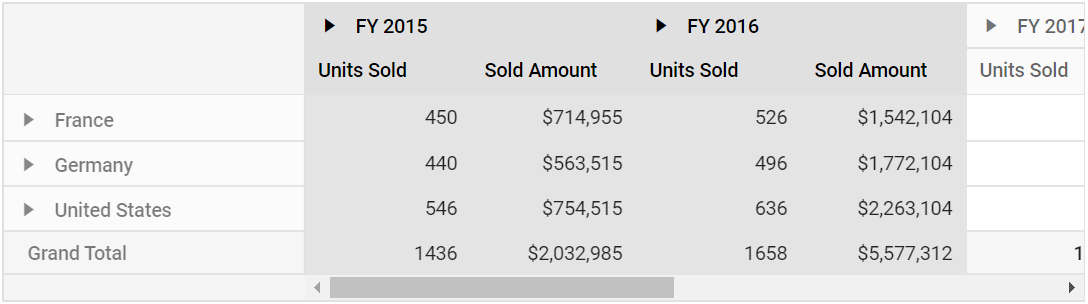 FY 2015 FY 2016 FY 2017
Units Sold Sold Amount Units Sold Sold Amount Units Sold
France 450 $714,955 526 $1,542,104
Germany 440 $563,515 496 $1,772,104
United States 546 $754,515 636 $2,263,104
Grand Total 1436 $2,032,985 1658 $5,577,312 1